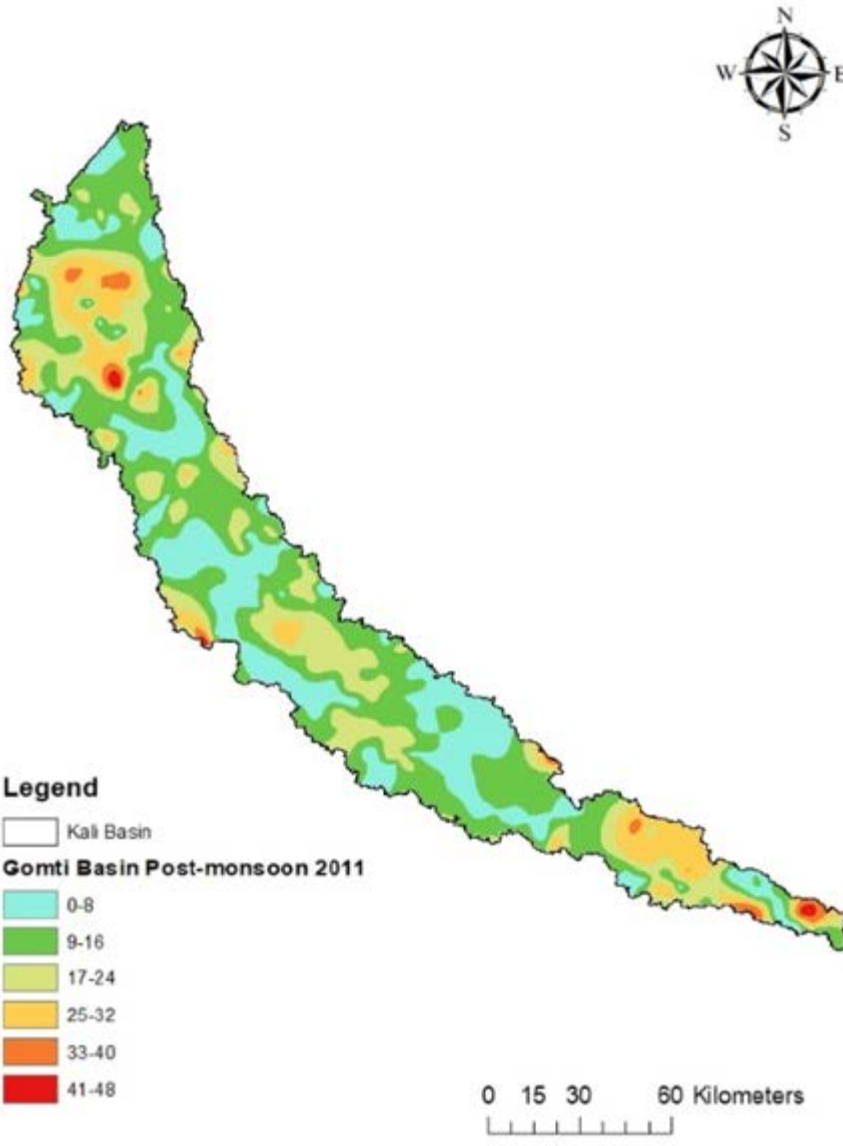 N
W E
S
Legend
Kali Basin
Gomti Basin Post-monsoon 2011
0-8
9-16
17-24
25-32
33-40
41-48
0 15 30 60 Kilometers